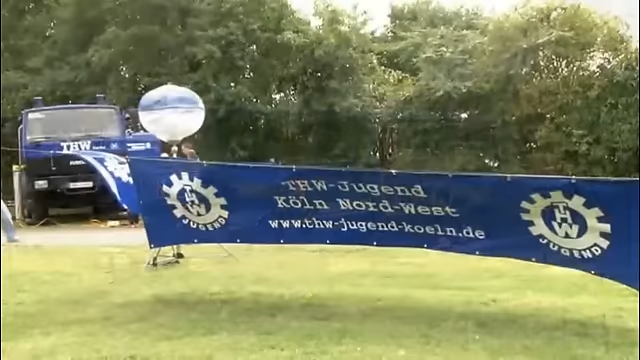 THW
THW-Jugend
Köln Nord-West
www.thw-jugend-koeln.de
THW
JUGEND
THW
JUGEND